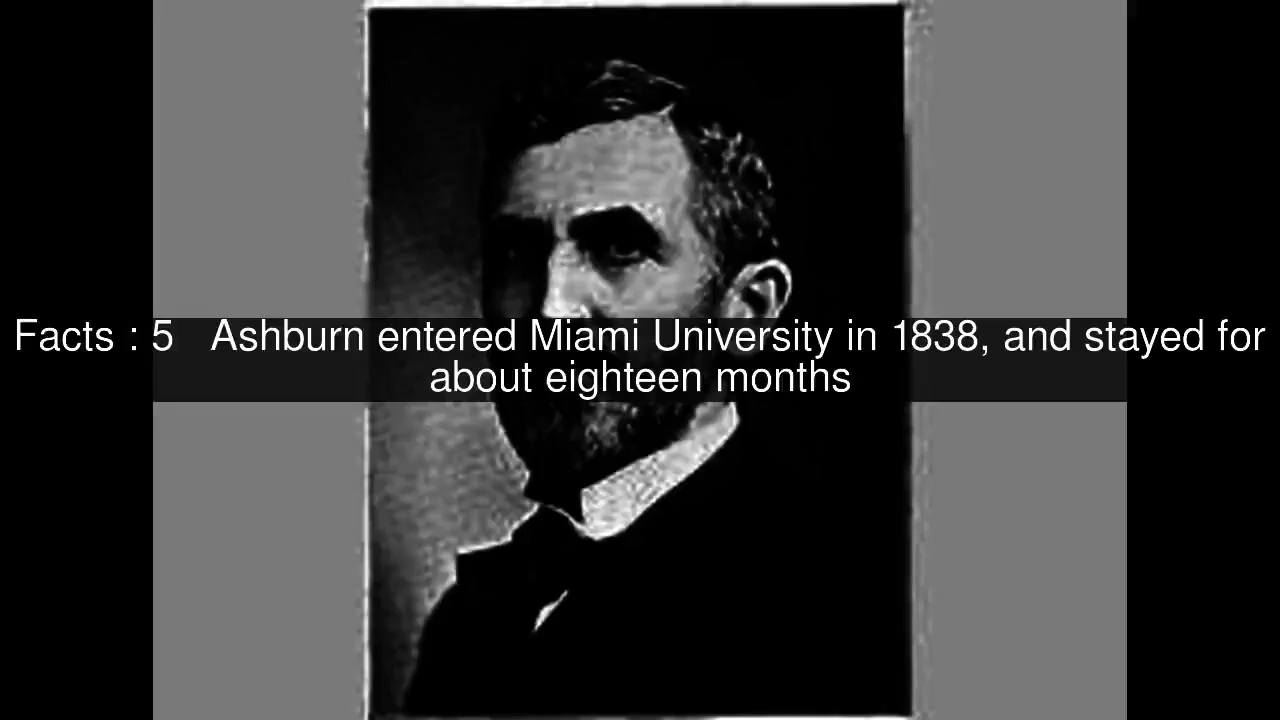 Facts : 5 Ashburn entered Miami University in 1838, and stayed for
about eighteen months